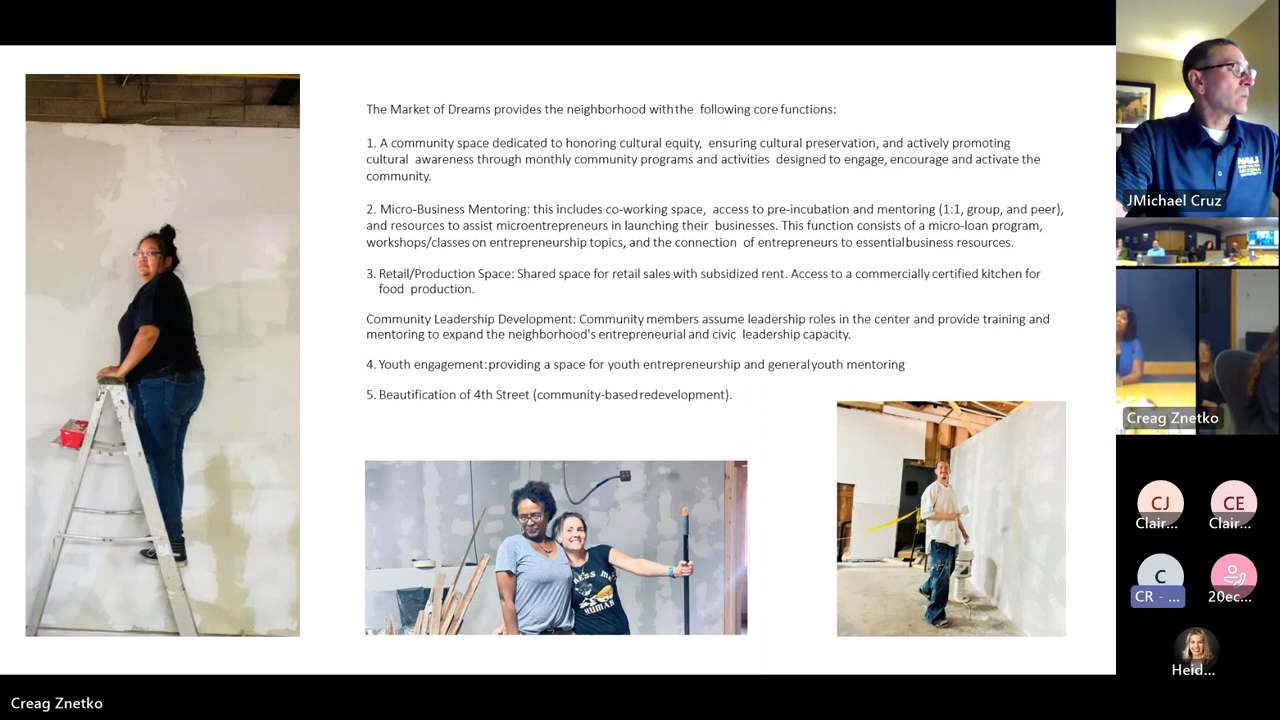 The Market of Dreams provides the neighborhood with the following core functions:
1. A community space dedicated to honoring cultural equity, ensuring cultural preservation, and actively promoting
cultural awareness through monthly community programs and activities designed to engage, encourage and activate the
community.
2. Micro-Business Mentoring: this includes co-working space, access to pre-incubation and mentoring (1:1, group, and peer),
and resources to assist microentrepreneurs in launching their businesses. This function consists of a micro-loan program,
workshops/classes on entrepreneurship topics, and the connection of entrepreneurs to essential business resources.
3. Retail/Production Space: Shared space for retail sales with subsidized rent. Access to a commercially certified kitchen for
food production.
Community Leadership Development: Community members assume leadership roles in the center and provide training and
mentoring to expand the neighborhood's entrepreneurial and civic leadership capacity.
4. Youth engagement: providing a space for youth entrepreneurship and general youth mentoring
5. Beautification of 4th Street (community-based redevelopment).
HUMAN
NAU
JMichael Cruz
Creag Znetko
CJ
Clair...
CE
Clair...
C
CR - ...
20ec...
Heid...
Creag Znetko